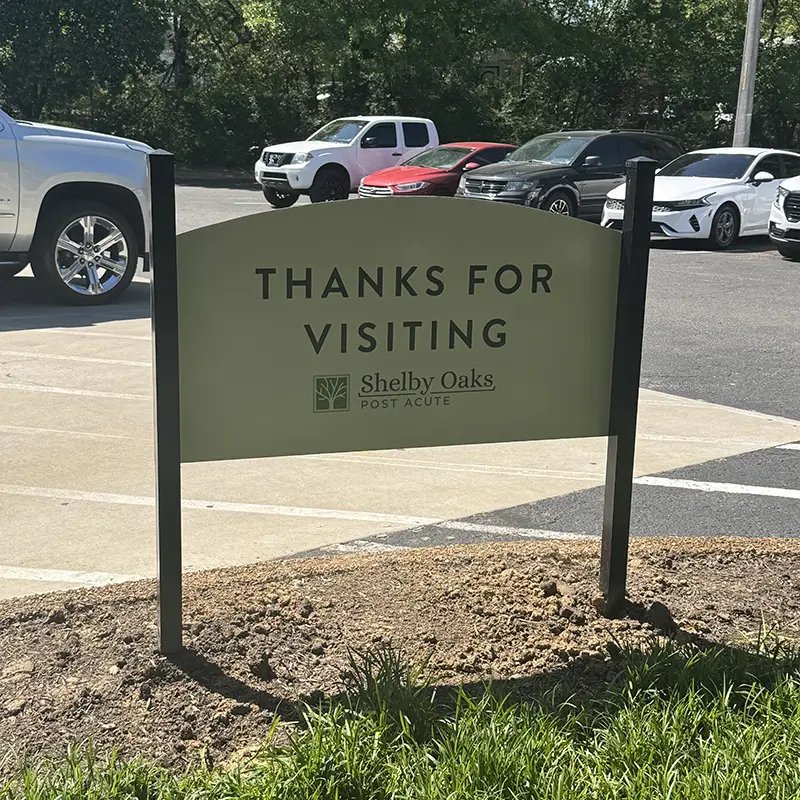 THANKS FOR
VISITING
Shelby Oaks
POST ACUTE